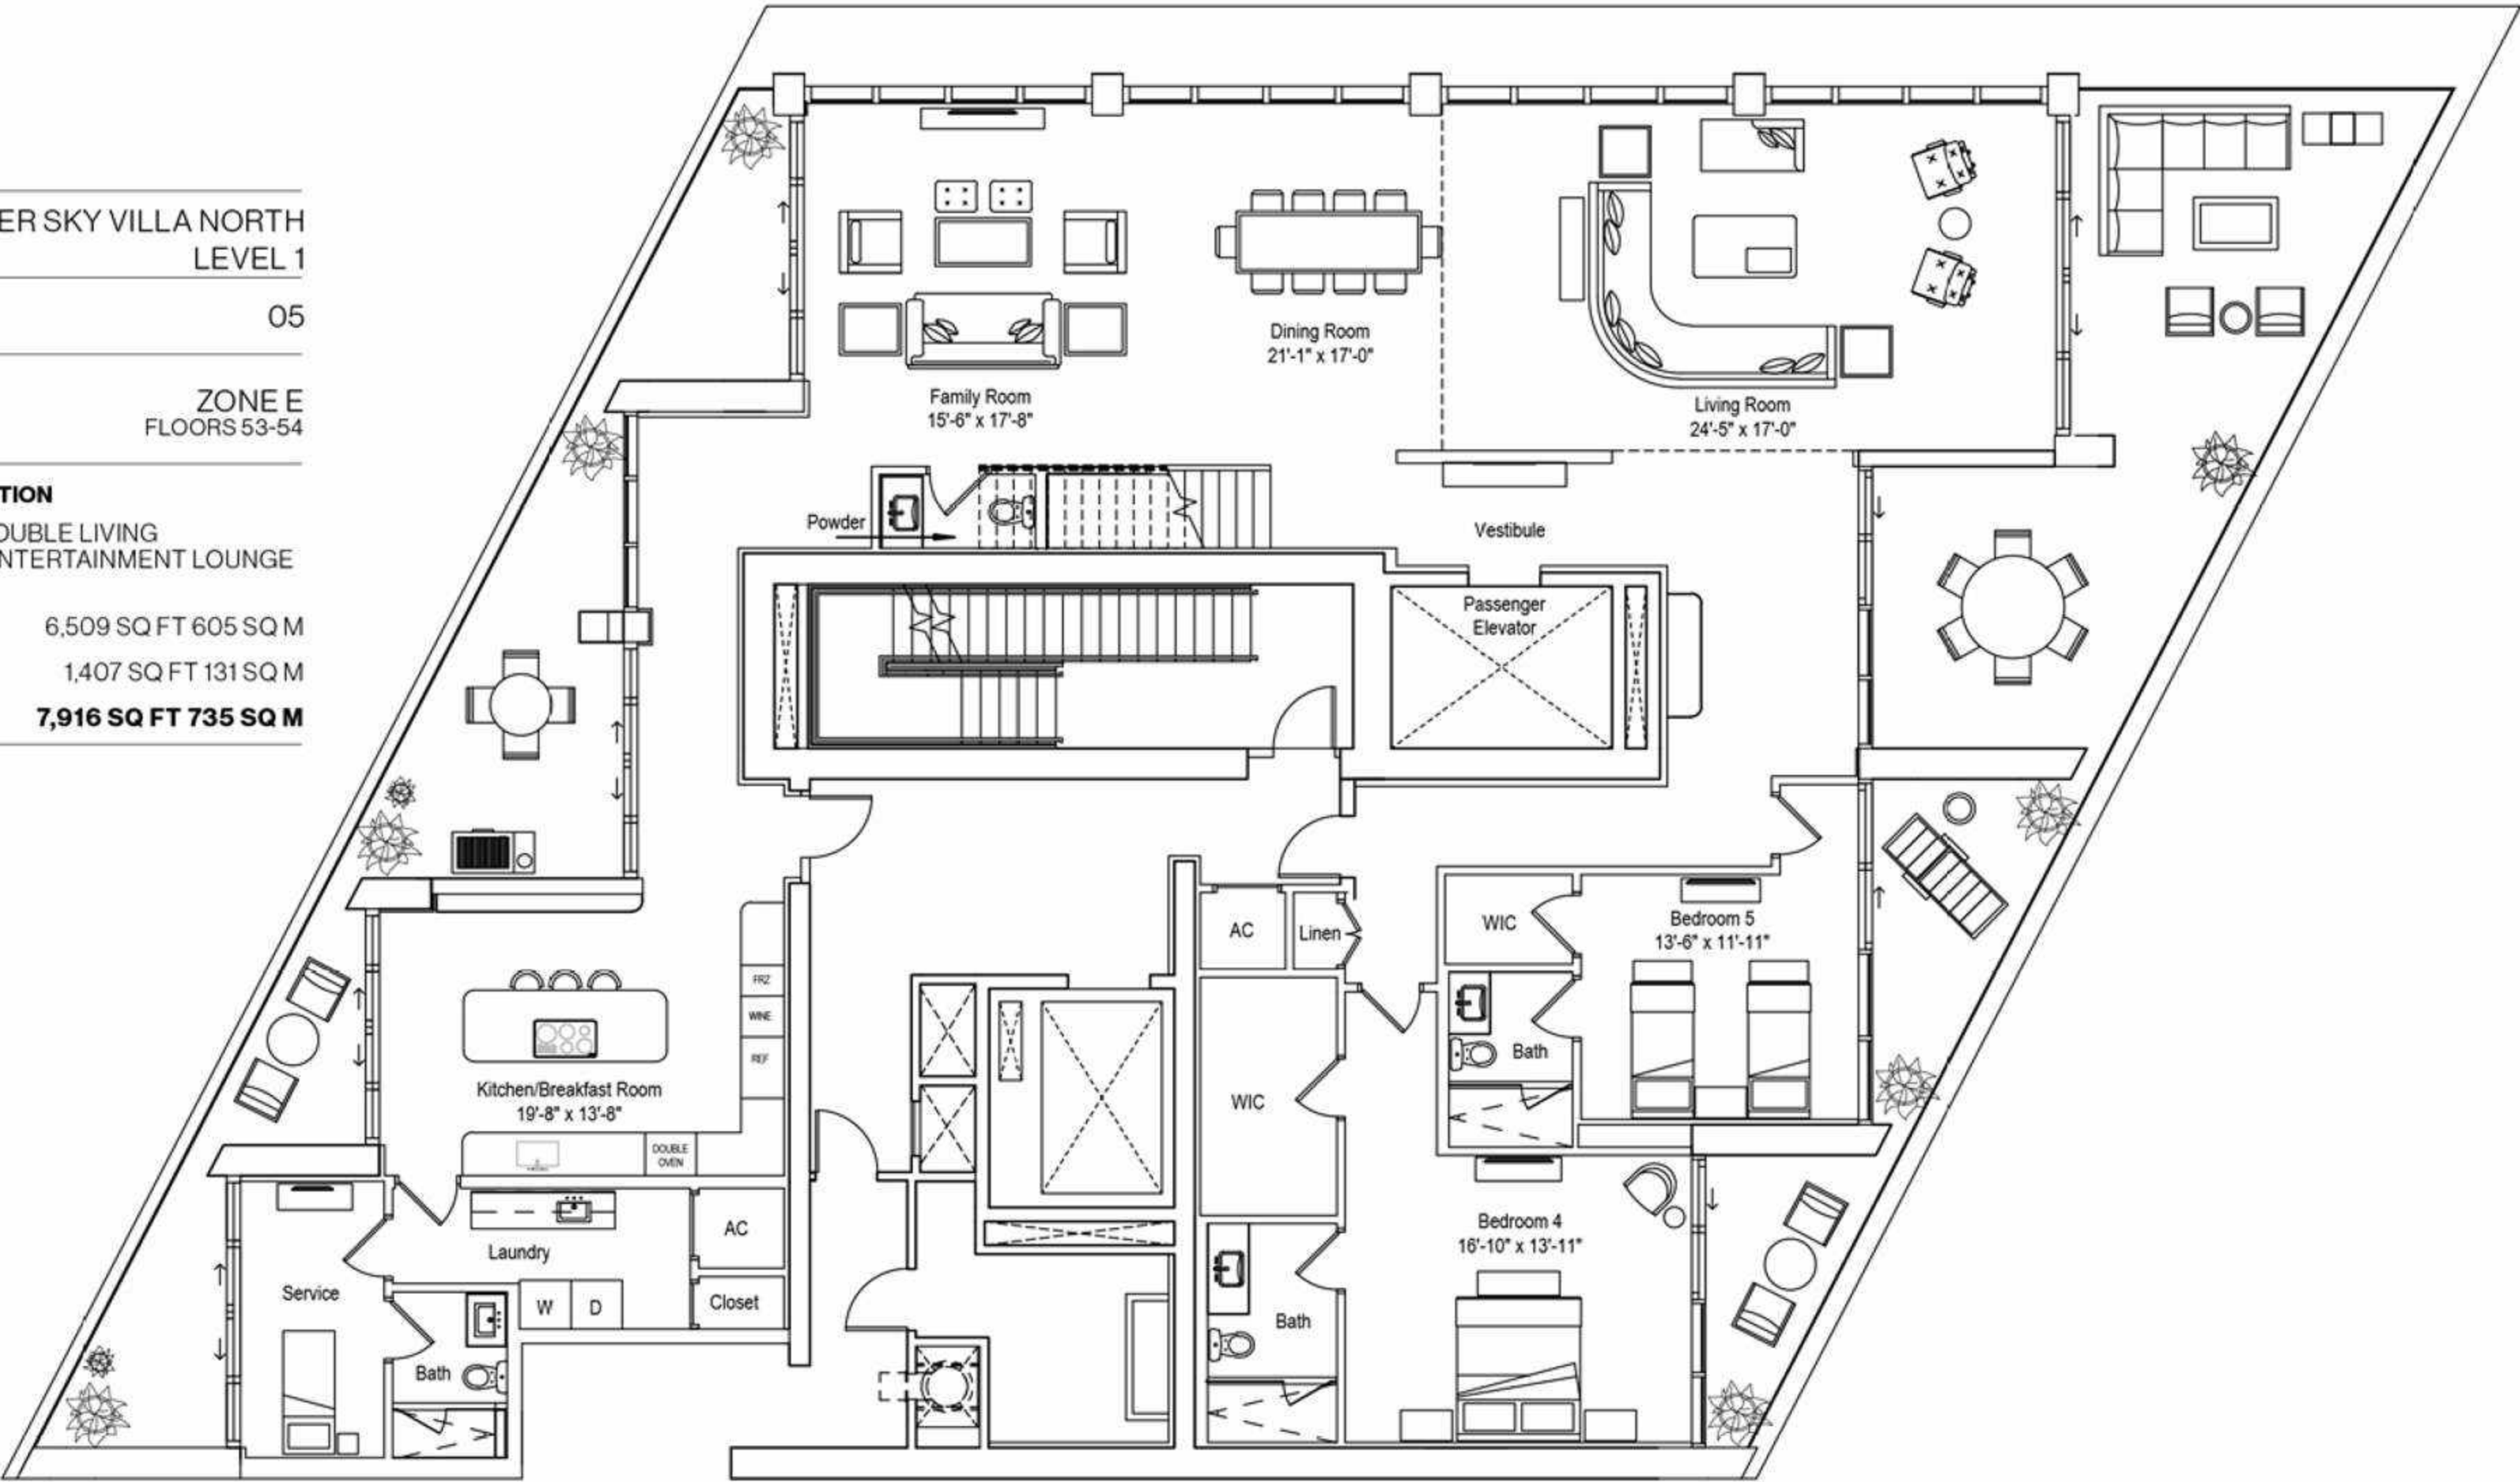 ER SKY VILLA NORTH
LEVEL 1
05
ZONE E
FLOORS 53-54
TION
OUBLE LIVING
NTERTAINMENT LOUNGE
6,509 SQ FT 605 SQ M
1,407 SQ FT 131 SQ M
7,916 SQ FT 735 SQ M
Dining Room
21'-1" x 17'-0"
Family Room
15'-6" x 17'-8"
Living Room
24'-5" x 17'-0"
Powder
Vestibule
Passenger
Elevator
AC
Linen
WIC
Bedroom 5
13'-6" x 11'-11"
FRZ
WINE
REF
Kitchen/Breakfast Room
19'-8" x 13'-8"
DOUBLE
OVEN
WIC
Bath
Laundry
AC
Service
W
D
Closet
Bath
Bedroom 4
16'-10" x 13'-11"
Bath